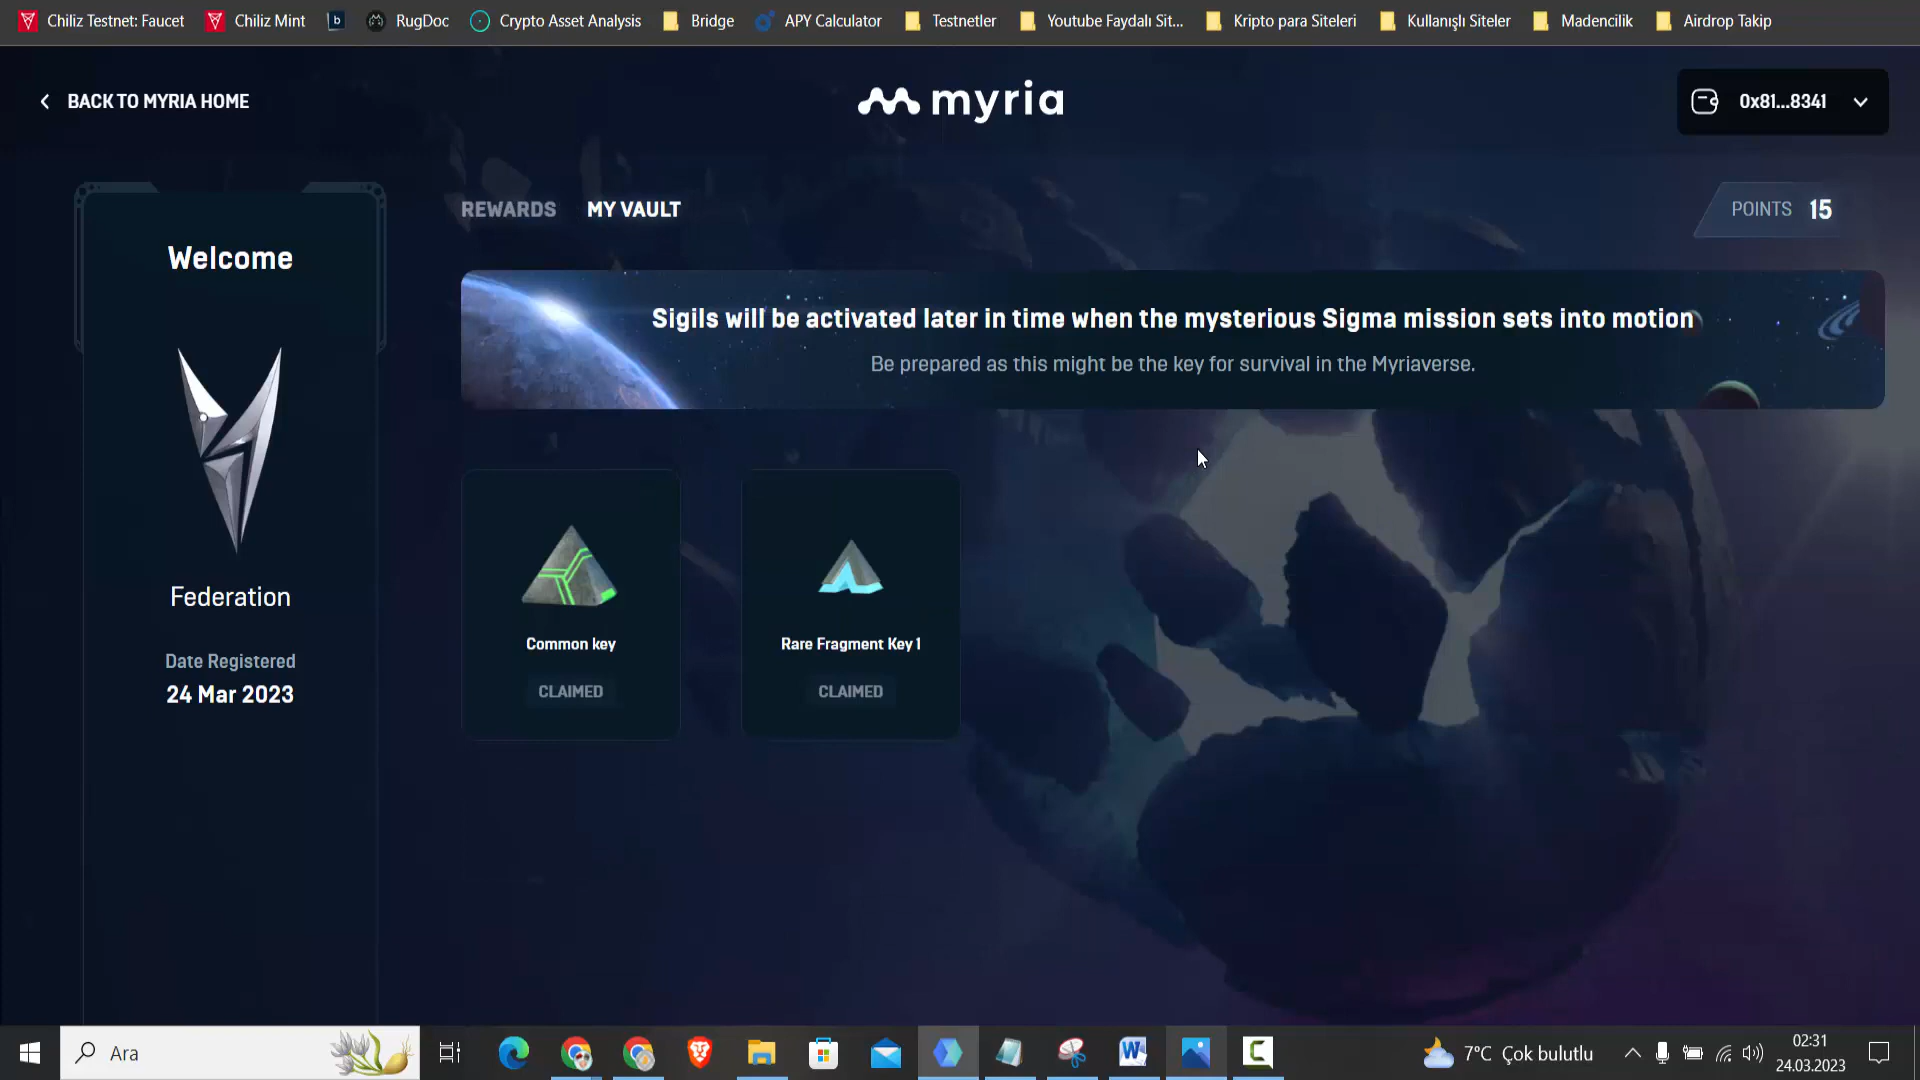 Chiliz Testnet: Faucet
Chiliz Mint
b
RugDoc
Crypto Asset Analysis
Bridge
APY Calculator
Testnetler
Youtube Faydalı Sit...
Kripto para Siteleri
Kullanışlı Siteler
Madencilik
Airdrop Takip
BACK TO MYRIA HOME
myria
0x81...8341
REWARDS
MY VAULT
POINTS 15
Welcome
Federation
Date Registered
24 Mar 2023
Sigils will be activated later in time when the mysterious Sigma mission sets into motion
Be prepared as this might be the key for survival in the Myriaverse.
Common key
CLAIMED
Rare Fragment Key 1
CLAIMED
Ara
7°C Çok bulutlu
02:31
24.03.2023